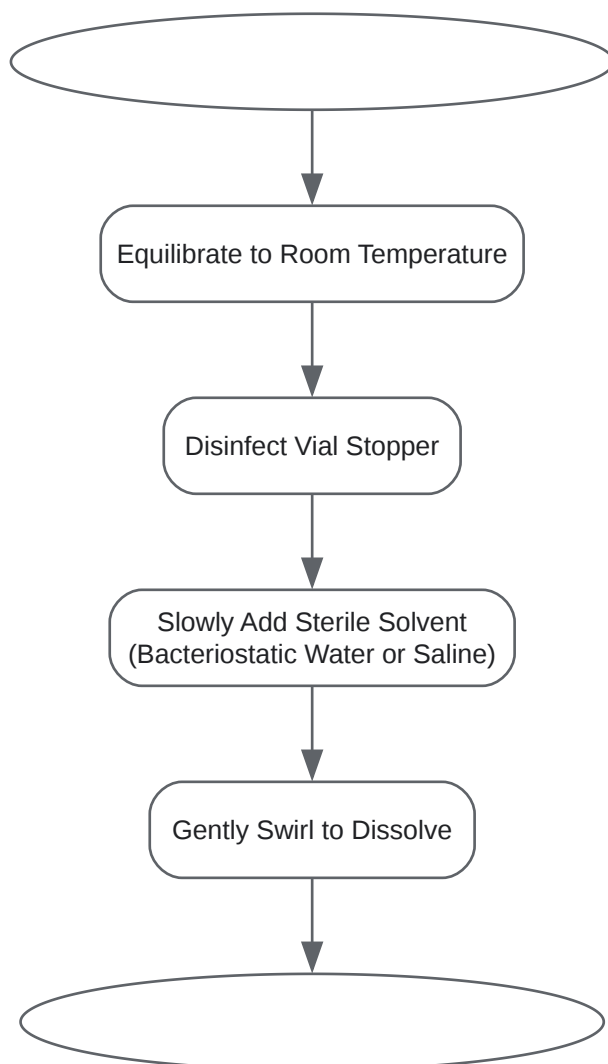 Equilibrate to Room Temperature
Disinfect Vial Stopper
Slowly Add Sterile Solvent
(Bacteriostatic Water or Saline)
Gently Swirl to Dissolve